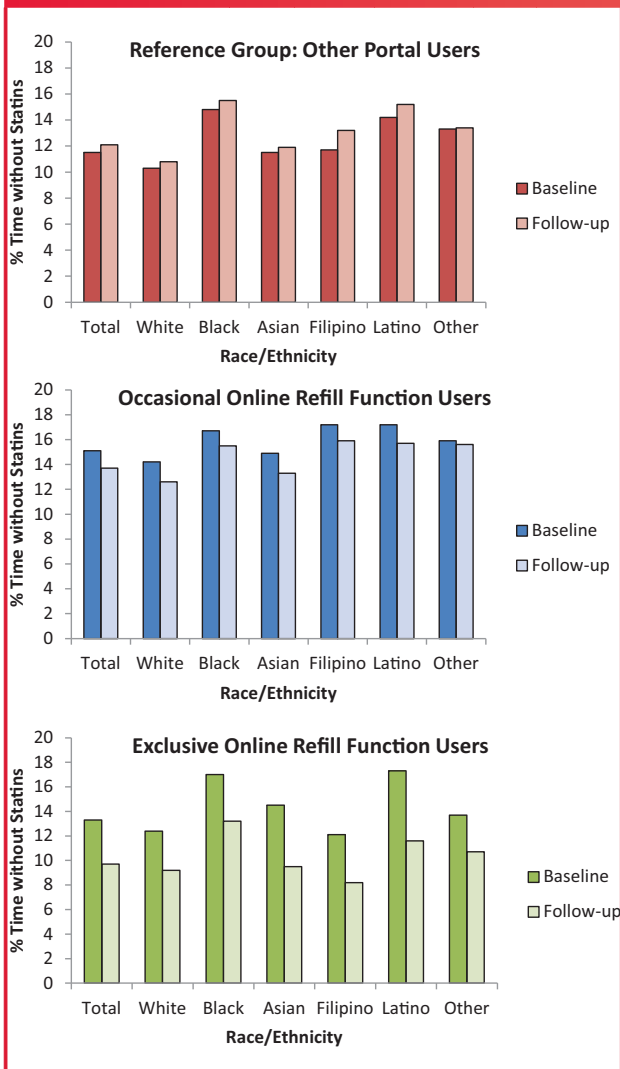 Reference Group: Other Portal Users
% Time without Statins
20
18
16
14
12
10
8
6
4
2
0
Total White Black Asian Filipino Latino Other
Race/Ethnicity
Baseline
Follow-up
Occasional Online Refill Function Users
% Time without Statins
20
18
16
14
12
10
8
6
4
2
0
Total White Black Asian Filipino Latino Other
Race/Ethnicity
Baseline
Follow-up
Exclusive Online Refill Function Users
% Time without Statins
20
18
16
14
12
10
8
6
4
2
0
Total White Black Asian Filipino Latino Other
Race/Ethnicity
Baseline
Follow-up